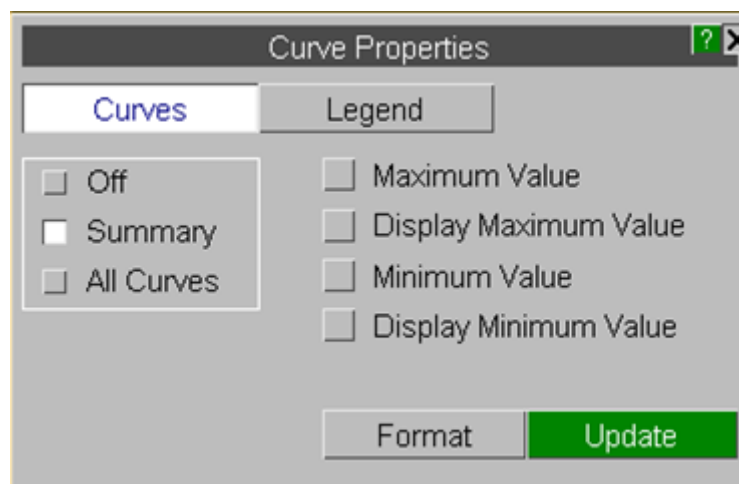 Curve Properties
?
X
Curves
Legend
Off
Summary
All Curves
Maximum Value
Display Maximum Value
Minimum Value
Display Minimum Value
Format
Update